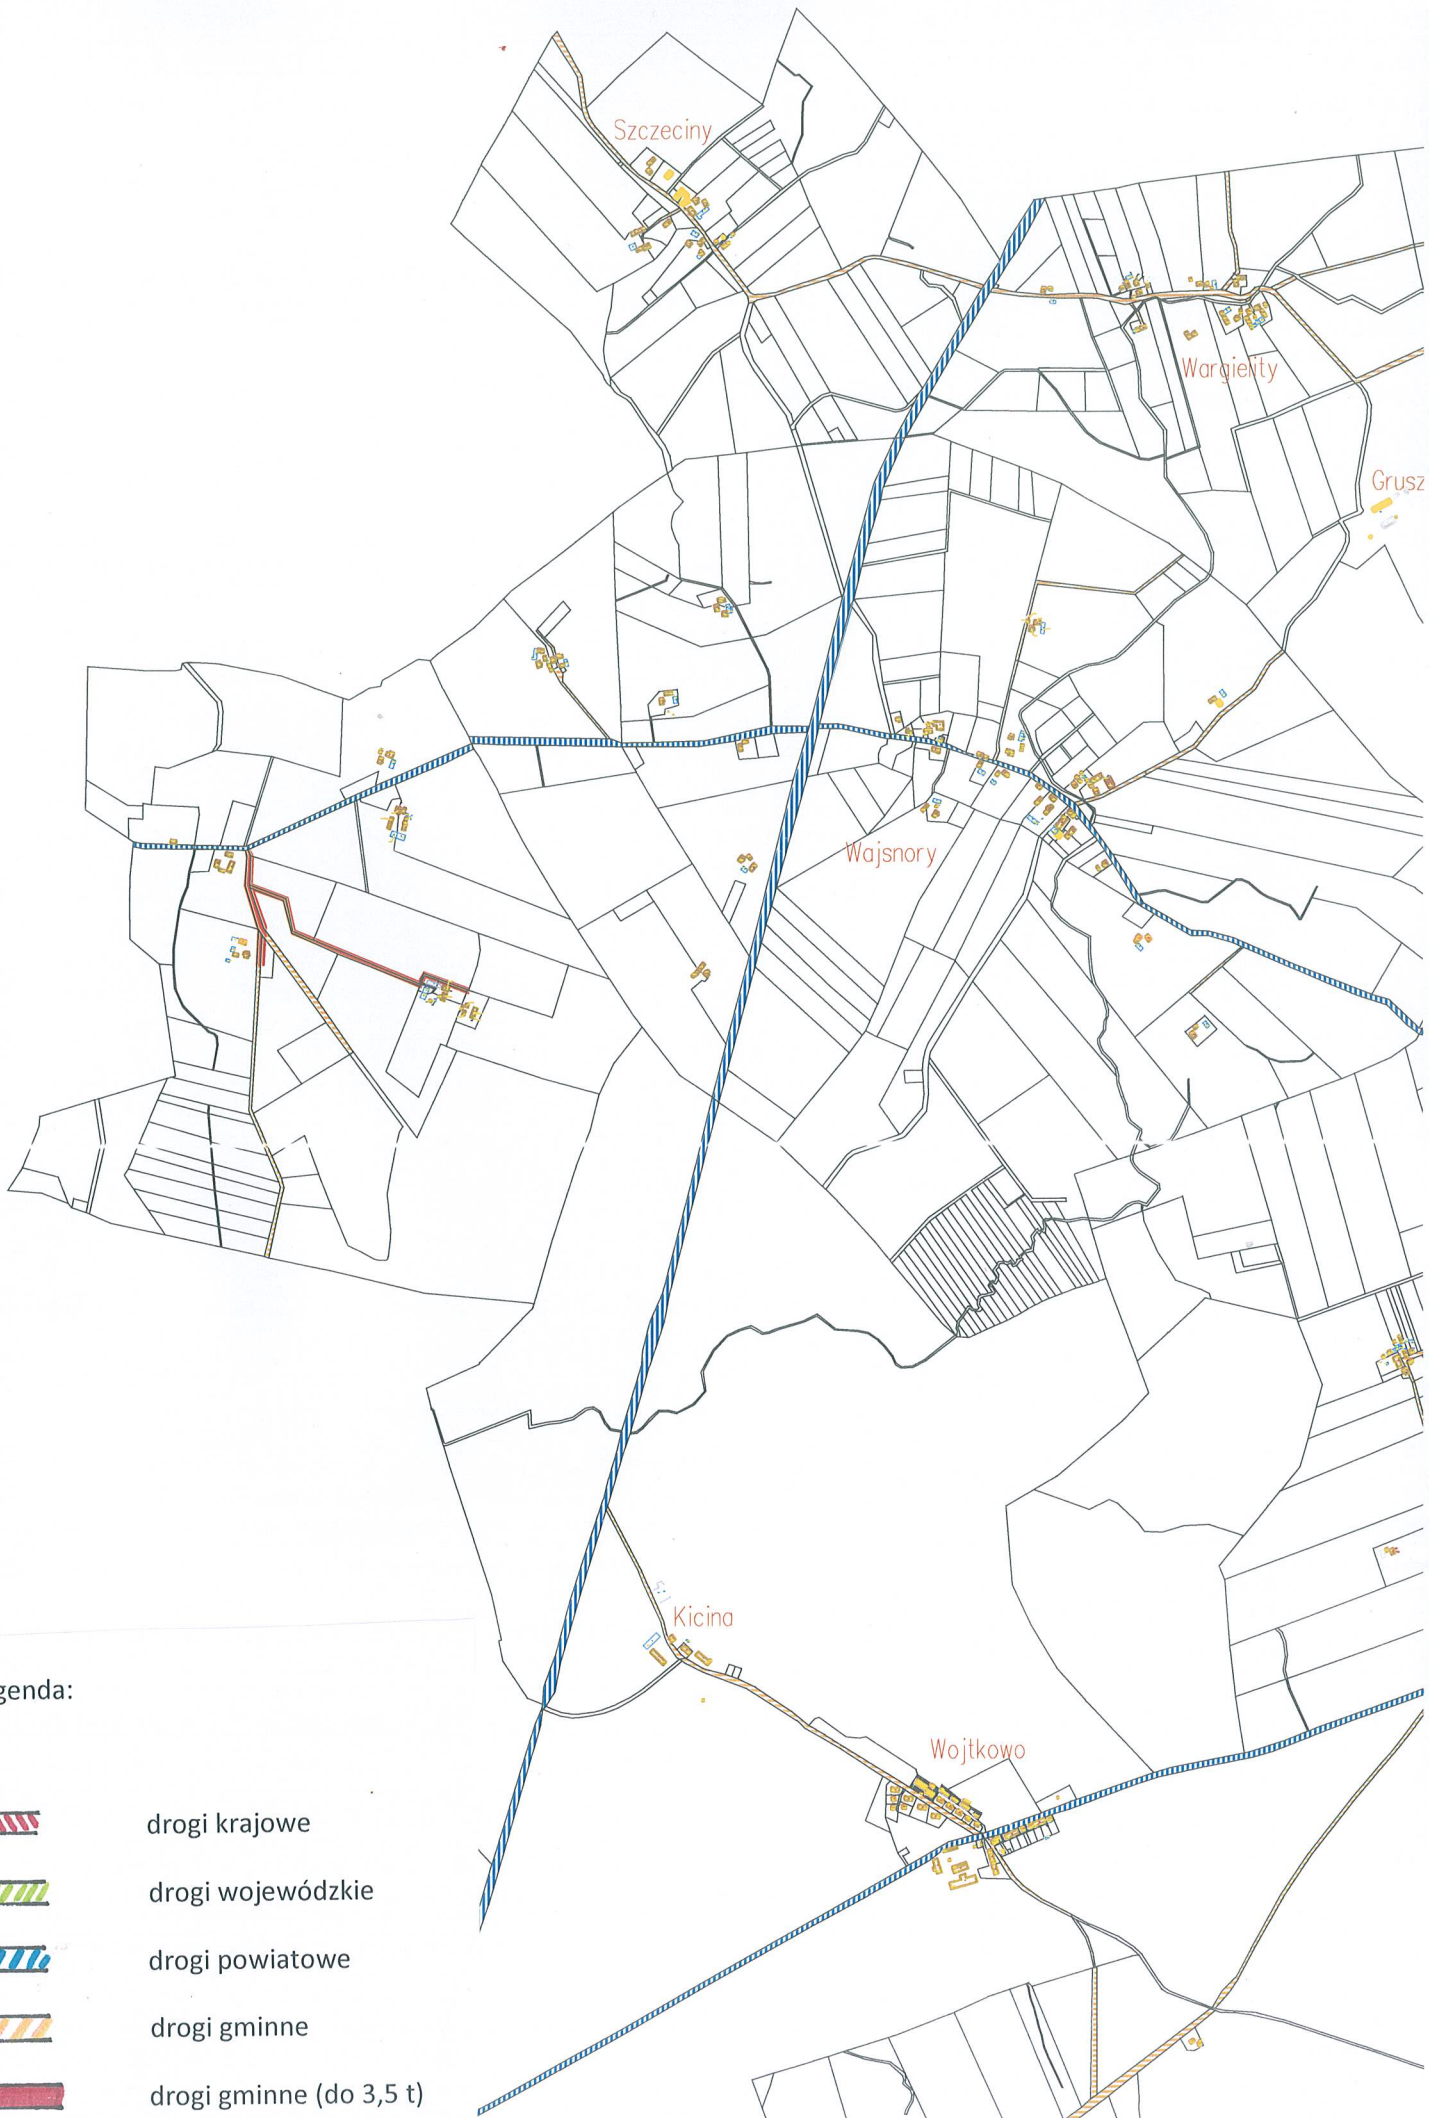 Szczeciny
Wargielity
Grusz
Wajsnory
Kicina
Wojtkowo
genda:
drogi krajowe
drogi wojewódzkie
drogi powiatowe
drogi gminne
drogi gminne (do 3,5 t)